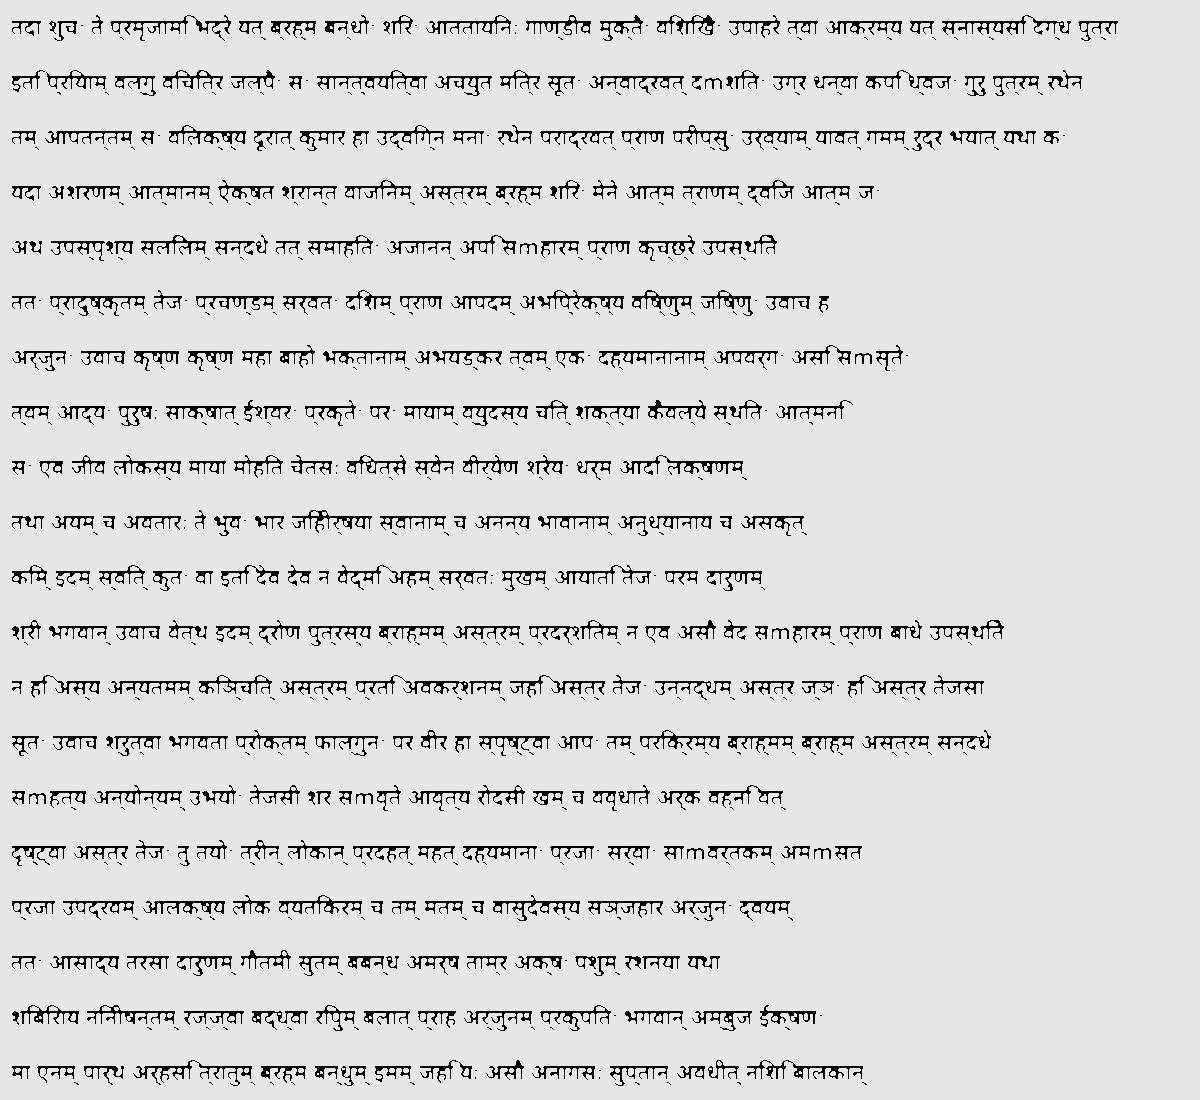 तदा शुच· ते प्रमृजामि भद्रे यत् ब्रह्म बन्धो· शिर· आततायिनः गाण्डीव मुक्तै· विशिखै· उपाहरे त्वा आक्रम्य यत् स्नास्यसि दग्ध पुत्रा
इति प्रियाम् वल्गु विचित्र जल्पै· स· सान्त्वयित्वा अच्युत मित्र सूत· अन्वाद्रवत् दmशित· उग्र धन्वा कपि ध्वज· गुरु पुत्रम् रथेन
तम् आपतन्तम् स· विलक्ष्य दूरात् कुमार हा उद्विग्न मना· रथेन पराद्रवत् प्राण परीप्सु· उर्व्याम् यावत् गमम् रुद्र भयात् यथा क·
यदा अशरणम् आत्मानम् ऐक्षत श्रान्त वाजिनम् अस्त्रम् ब्रह्म शिर· मेने आत्म त्राणम् द्विज आत्म ज·
अथ उपस्पृश्य सलिलम् सन्दधे तत् समाहित· अजानन् अपि सmहारम् प्राण कृच्छ्रे उपस्थिते
तत· प्रादुष्कृतम् तेज· प्रचण्डम् सर्वत· दिशम् प्राण आपदम् अभिप्रेक्ष्य विष्णुम् जिष्णु· उवाच ह
अर्जुन· उवाच कृष्ण कृष्ण महा बाहो भक्तानाम् अभयङ्कर त्वम् एक· दह्यमानानाम् अपवर्ग· असि सmसृते·
त्वम् आद्य· पुरुषः साक्षात् ईश्वर· प्रकृते· पर· मायाम् व्युदस्य चित् शक्त्या कैवल्ये स्थित· आत्मनि
स· एव जीव लोकस्य माया मोहित चेतसः विधत्से स्वेन वीर्येण श्रेय· धर्म आदि लक्षणम्
तथा अयम् च अवतारः ते भुव· भार जिहीर्षया स्वानाम् च अनन्य भावानाम् अनुध्यानाय च असकृत्
किम् इदम् स्वित् कुत· वा इति देव देव न वेद्मि अहम् सर्वतः मुखम् आयाति तेज· परम दारुणम्
श्री भगवान् उवाच वेत्थ इदम् द्रोण पुत्रस्य ब्राह्मम् अस्त्रम् प्रदर्शितम् न एव असौ वेद सmहारम् प्राण बाधे उपस्थिते
न हि अस्य अन्यतमम् किञ्चित् अस्त्रम् प्रति अवकर्शनम् जहि अस्त्र तेज· उन्नद्धम् अस्त्र ज्ञ· हि अस्त्र तेजसा
सूत· उवाच श्रुत्वा भगवता प्रोक्तम् फाल्गुन· पर वीर हा स्पृष्ट्वा आप· तम् परिक्रम्य ब्राह्मम् ब्राह्म अस्त्रम् सन्दधे
सmहत्य अन्योन्यम् उभयो· तेजसी शर सmवृते आवृत्य रोदसी खम् च ववृधाते अर्क वह्नि वत्
दृष्ट्वा अस्त्र तेज· तु तयो· त्रीन् लोकान् प्रदहत् महत् दह्यमाना· प्रजा· सर्वा· साmवर्तकम् अमmसत
प्रजा उपद्रवम् आलक्ष्य लोक व्यतिकरम् च तम् मतम् च वासुदेवस्य सञ्जहार अर्जुन· द्वयम्
तत· आसाद्य तरसा दारुणम् गौतमी सुतम् बबन्ध अमर्ष ताम्र अक्ष· पशुम् रशनया यथा
शिबिराय निनीषन्तम् रज्ज्वा बद्ध्वा रिपुम् बलात् प्राह अर्जुनम् प्रकुपित· भगवान् अम्बुज ईक्षण·
मा एनम् पार्थ अर्हसि त्रातुम् ब्रह्म बन्धुम् इमम् जहि यः असौ अनागसः सुप्तान् अवधीत् निशि बालकान्